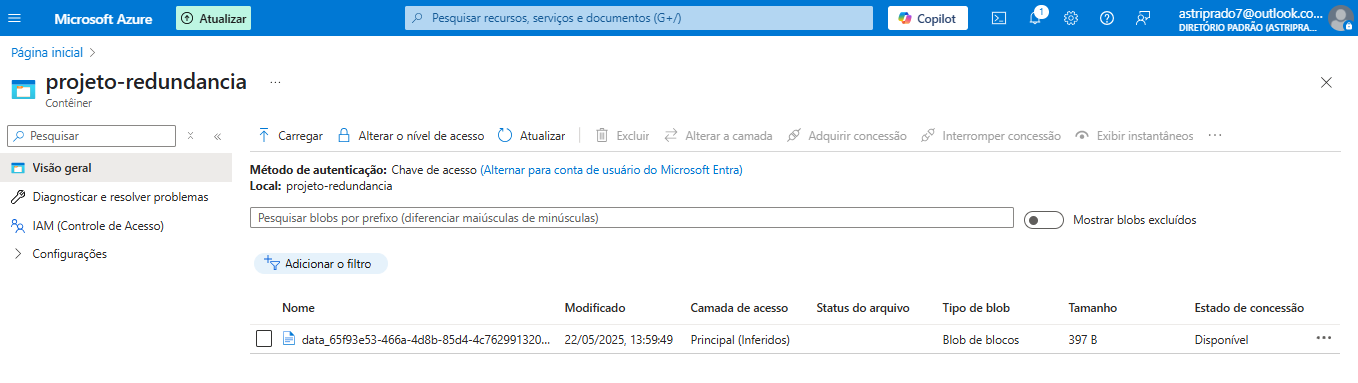 Microsoft Azure
Atualizar
Pesquisar recursos, serviços e documentos (G+/)
Copilot
1
astriprado7@outlook.co...
DIRETÓRIO PADRÃO (ASTRIPRA...
Página inicial
projeto-redundancia
...
Contêiner
Pesquisar
Carregar
Alterar o nível de acesso
Atualizar
Excluir
Alterar a camada
Adquirir concessão
Interromper concessão
Exibir instantâneos
...
Visão geral
Diagnosticar e resolver problemas
IAM (Controle de Acesso)
Configurações
Método de autenticação: Chave de acesso (Alternar para conta de usuário do Microsoft Entra)
Local: projeto-redundancia
Pesquisar blobs por prefixo (diferenciar maiúsculas de minúsculas)
Mostrar blobs excluídos
Adicionar o filtro
Nome Modificado Camada de acesso Status do arquivo Tipo de blob Tamanho Estado de concessão
data_65f93e53-466a-4d8b-85d4-4c762991320... 22/05/2025, 13:59:49 Principal (Inferidos) Blob de blocos 397 B Disponível ...